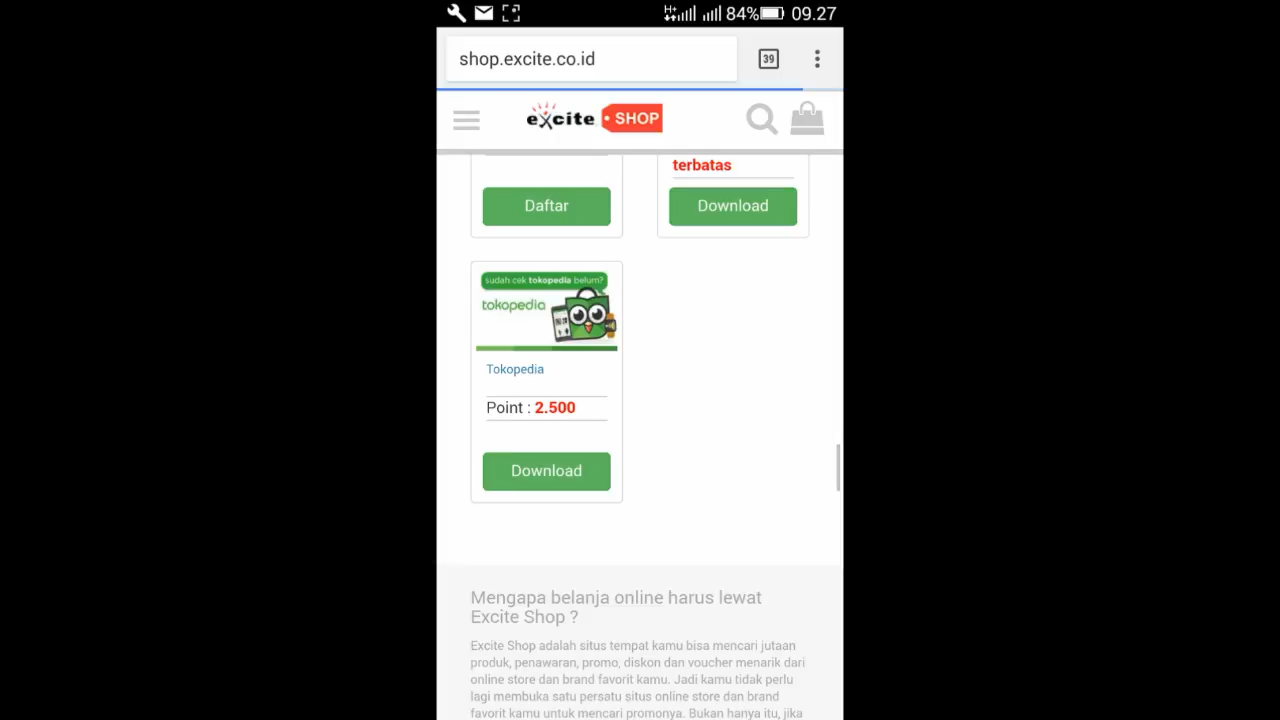 84% 09.27
shop.excite.co.id
39
excite SHOP
terbatas
Daftar
Download
sudah cek tokopedia belum?
tokopedia
Tokopedia
Point : 2.500
Download
Mengapa belanja online harus lewat
Excite Shop ?
Excite Shop adalah situs tempat kamu bisa mencari jutaan
produk, penawaran, promo, diskon dan voucher menarik dari
online store dan brand favorit kamu. Jadi kamu tidak perlu
lagi membuka satu persatu situs online store dan brand
favorit kamu untuk mencari promonya. Bukan hanya itu, jika